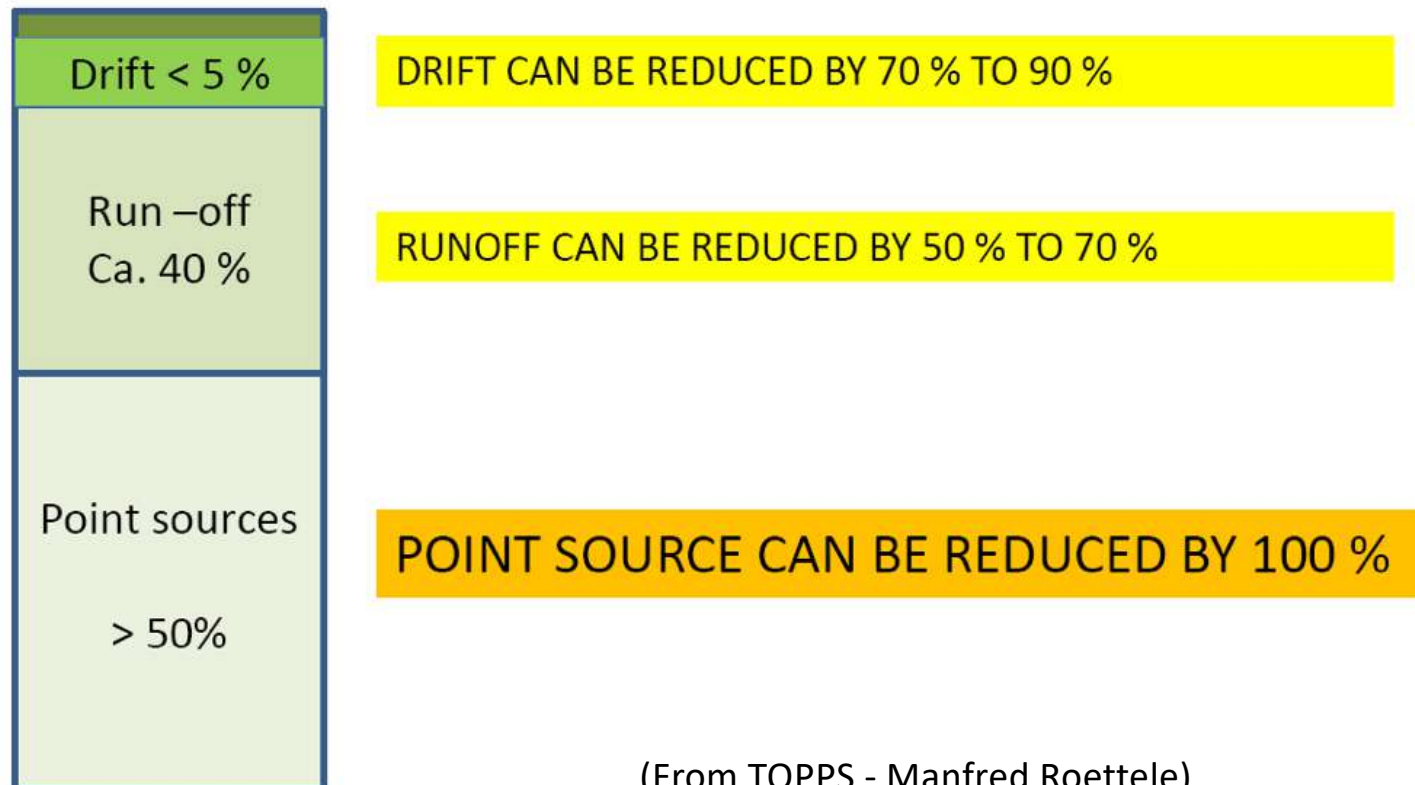 Drift < 5 %
DRIFT CAN BE REDUCED BY 70 % TO 90 %
Run –off
Ca. 40 %
RUNOFF CAN BE REDUCED BY 50 % TO 70 %
Point sources
> 50%
POINT SOURCE CAN BE REDUCED BY 100 %
(From TOPPS - Manfred Roettele)